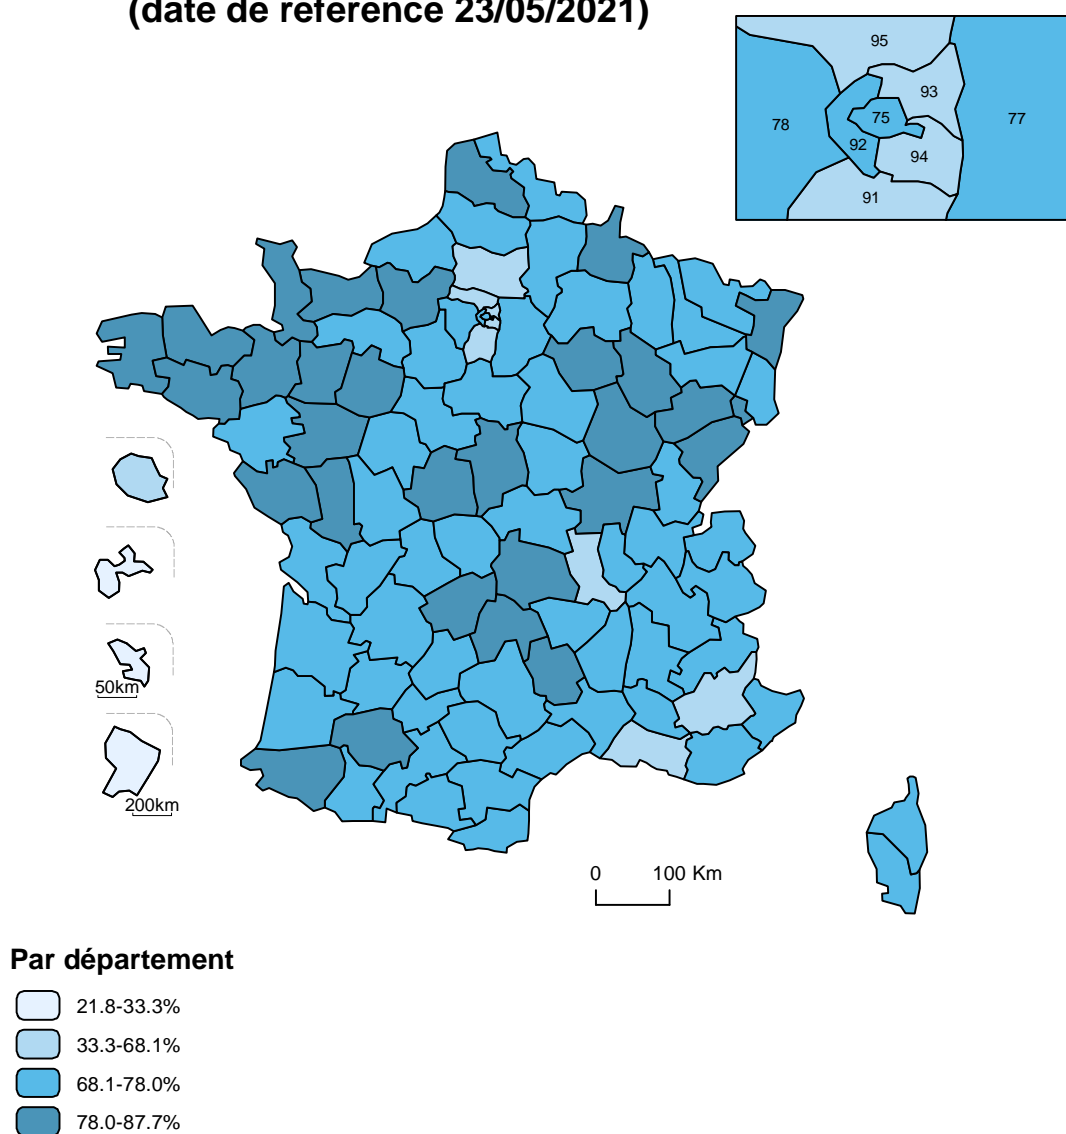 (date de référence 23/05/2021)
95
93
78
75
77
92
94
91
50km
200km
0 100 Km
Par département
21.8-33.3%
33.3-68.1%
68.1-78.0%
78.0-87.7%